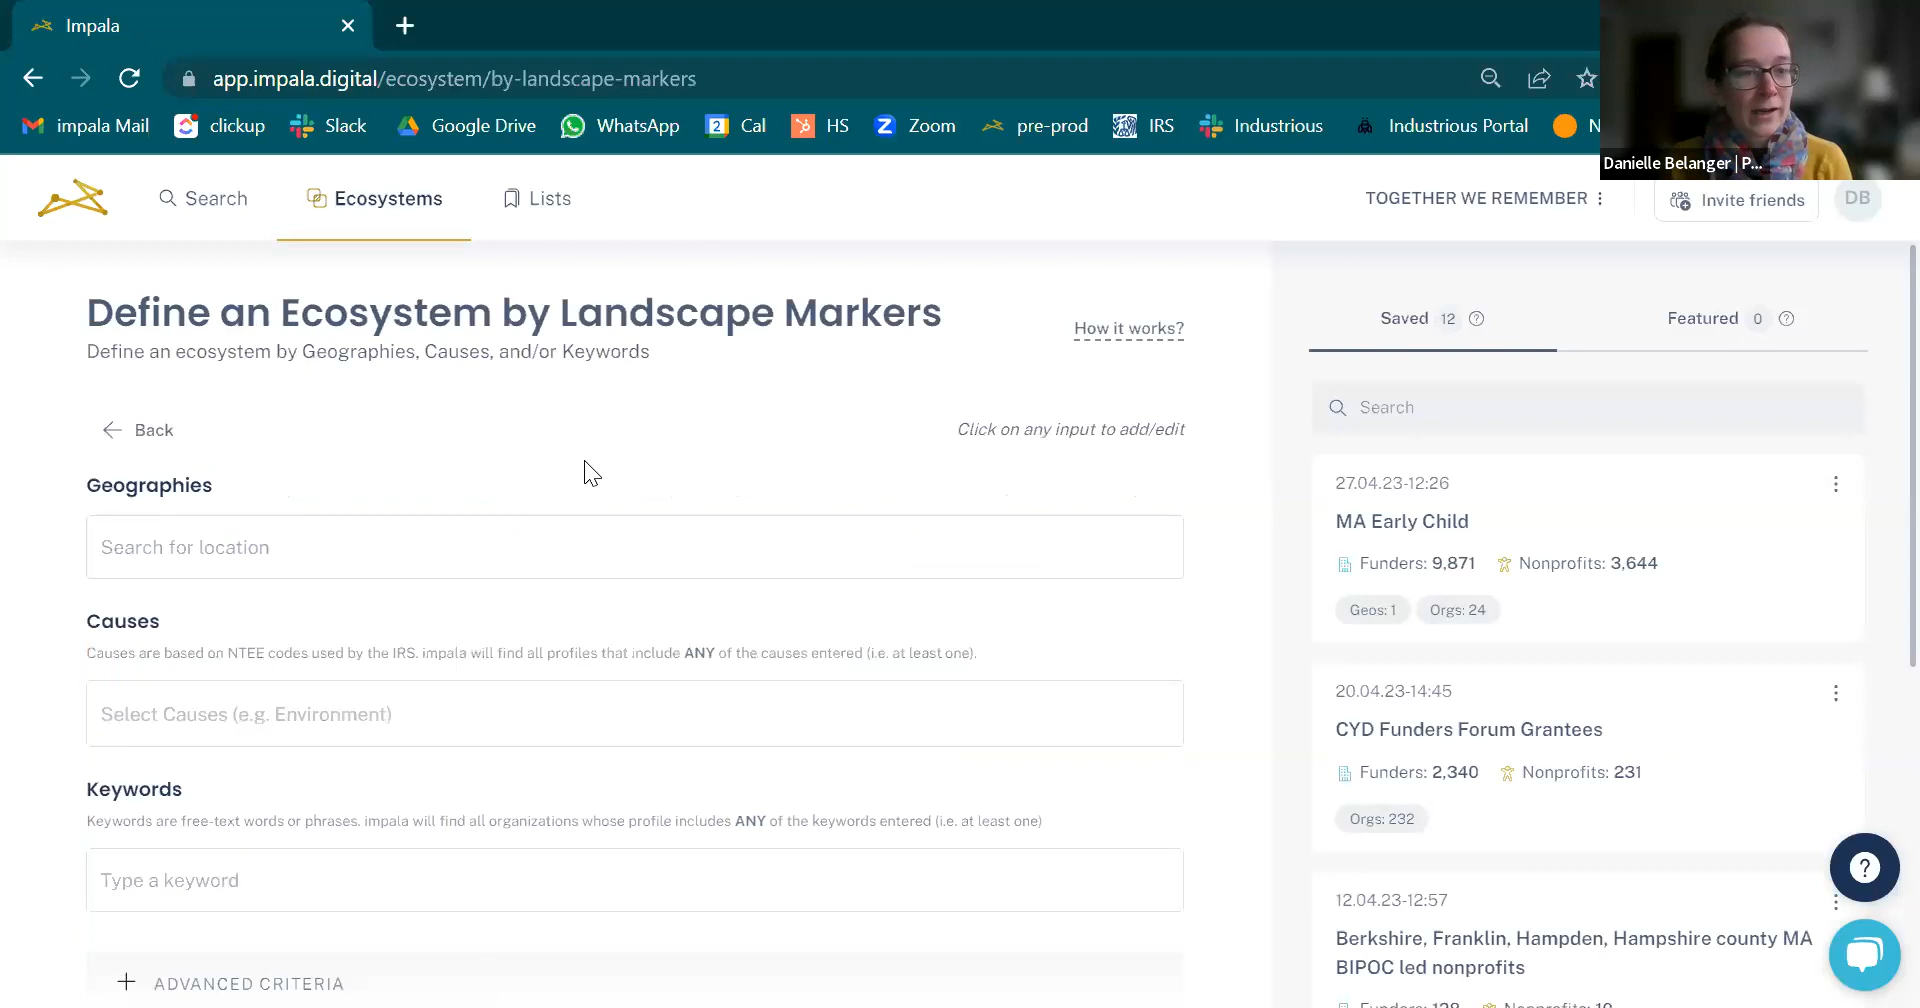 Impala
app.impala.digital/ecosystem/by-landscape-markers
impala Mail clickup Slack Google Drive WhatsApp 2 Cal HS Zoom pre-prod IRS Industrious Industrious Portal N
Danielle Belanger | P...
Search Ecosystems Lists TOGETHER WE REMEMBER Invite friends DB
Define an Ecosystem by Landscape Markers
Define an ecosystem by Geographies, Causes, and/or Keywords
How it works?
Back
Click on any input to add/edit
Geographies
Search for location
Causes
Causes are based on NTEE codes used by the IRS. impala will find all profiles that include ANY of the causes entered (i.e. at least one).
Select Causes (e.g. Environment)
Keywords
Keywords are free-text words or phrases. impala will find all organizations whose profile includes ANY of the keywords entered (i.e. at least one)
Type a keyword
+ ADVANCED CRITERIA
Saved 12 ? Featured 0 ?
Search
27.04.23-12:26
MA Early Child
Funders: 9,871 Nonprofits: 3,644
Geos: 1 Orgs: 24
20.04.23-14:45
CYD Funders Forum Grantees
Funders: 2,340 Nonprofits: 231
Orgs: 232
12.04.23-12:57
Berkshire, Franklin, Hampden, Hampshire county MA
BIPOC led nonprofits
Funders: 128 Nonprofits: 10
?